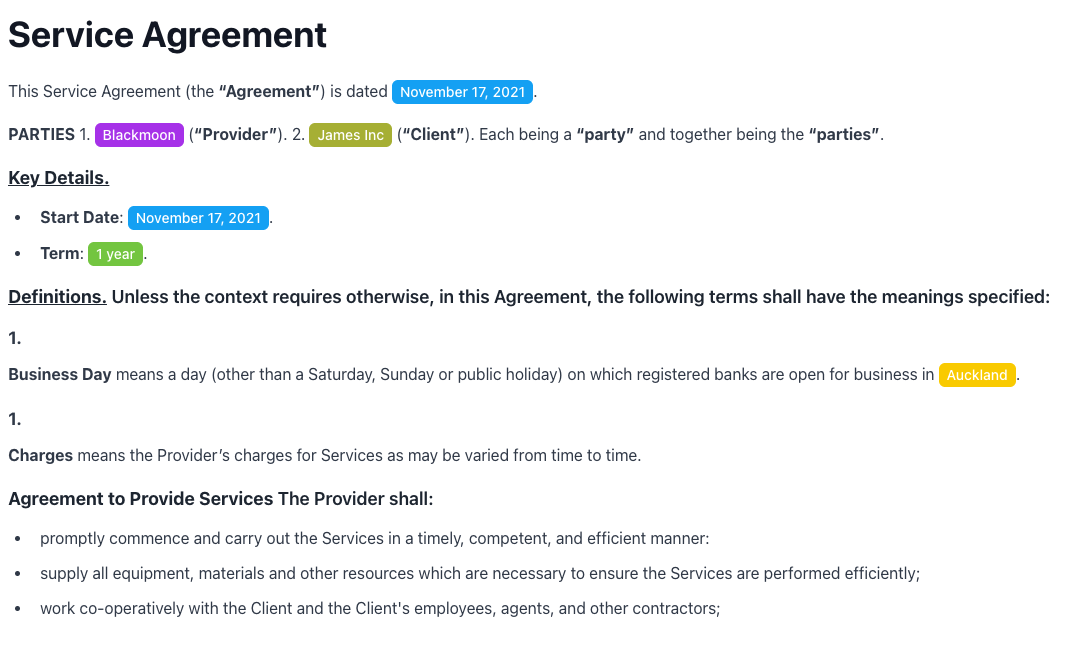 Service Agreement
This Service Agreement (the “Agreement”) is dated November 17, 2021.
PARTIES 1. Blackmoon (“Provider”). 2. James Inc (“Client”). Each being a “party” and together being the “parties”.
Key Details.
• Start Date: November 17, 2021.
• Term: 1 year.
Definitions. Unless the context requires otherwise, in this Agreement, the following terms shall have the meanings specified:
1.
Business Day means a day (other than a Saturday, Sunday or public holiday) on which registered banks are open for business in Auckland.
1.
Charges means the Provider’s charges for Services as may be varied from time to time.
Agreement to Provide Services The Provider shall:
• promptly commence and carry out the Services in a timely, competent, and efficient manner:
• supply all equipment, materials and other resources which are necessary to ensure the Services are performed efficiently;
• work co-operatively with the Client and the Client's employees, agents, and other contractors;